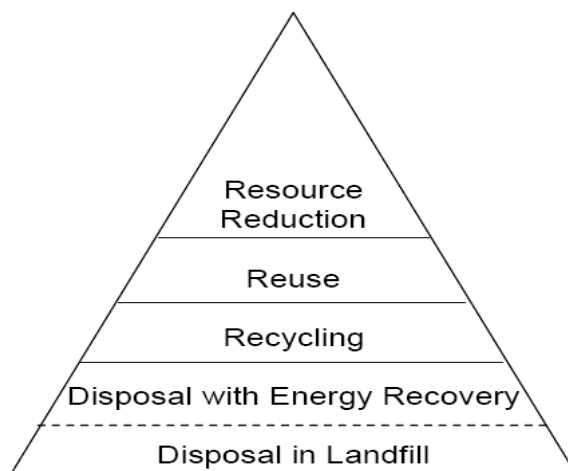 Resource
Reduction
Reuse
Recycling
Disposal with Energy Recovery
Disposal in Landfill